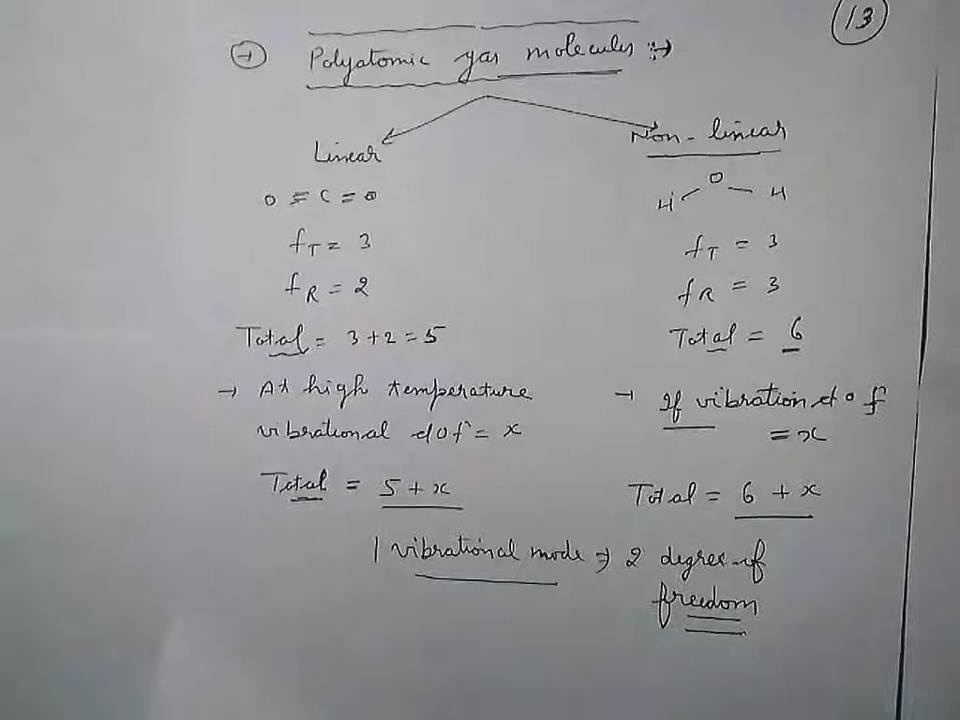 13
→ Polyatomic gas molecules :→
Linear
O = C = O
fT = 3
fR = 2
Total = 3 + 2 = 5
→ At high temperature
vibrational dof = x
Total = 5 + x
Non - linear
H - O - H
fT = 3
fR = 3
Total = 6
→ If vibration dof
= x
Total = 6 + x
1 vibrational mode → 2 degree of
freedom